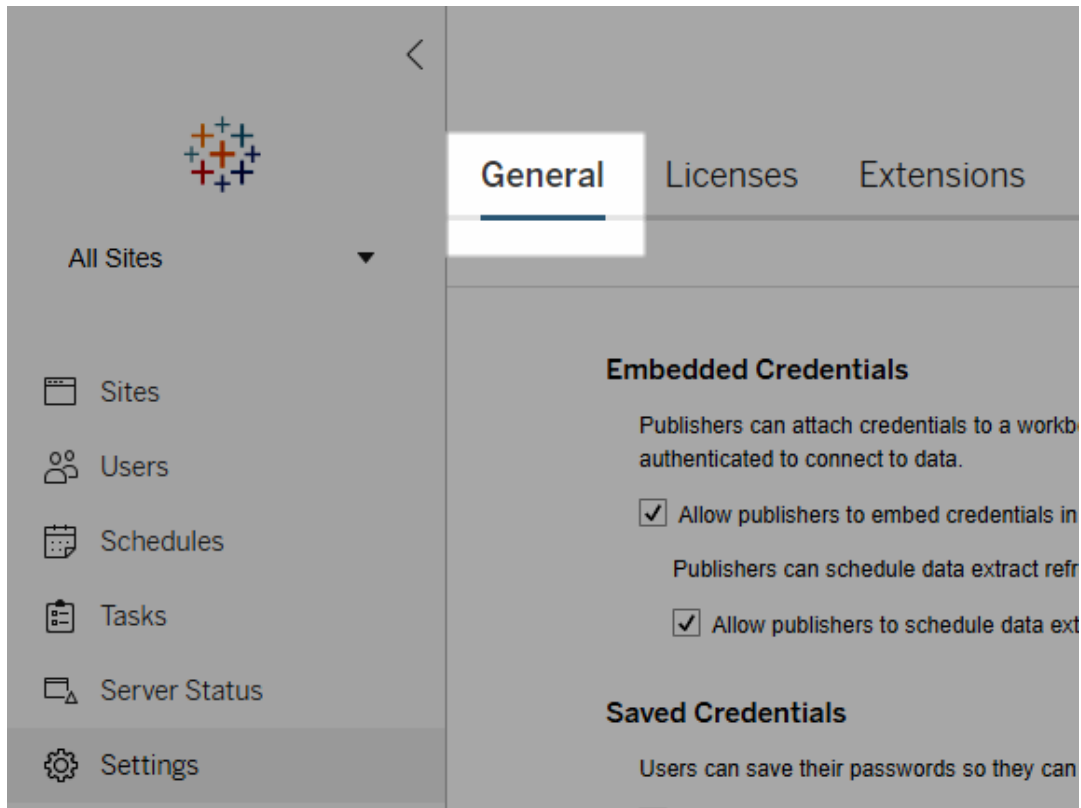 All Sites
Sites
Users
Schedules
Tasks
Server Status
Settings
General Licenses Extensions
Embedded Credentials
Publishers can attach credentials to a workb
authenticated to connect to data.
Allow publishers to embed credentials in
Publishers can schedule data extract refr
Allow publishers to schedule data ext
Saved Credentials
Users can save their passwords so they can